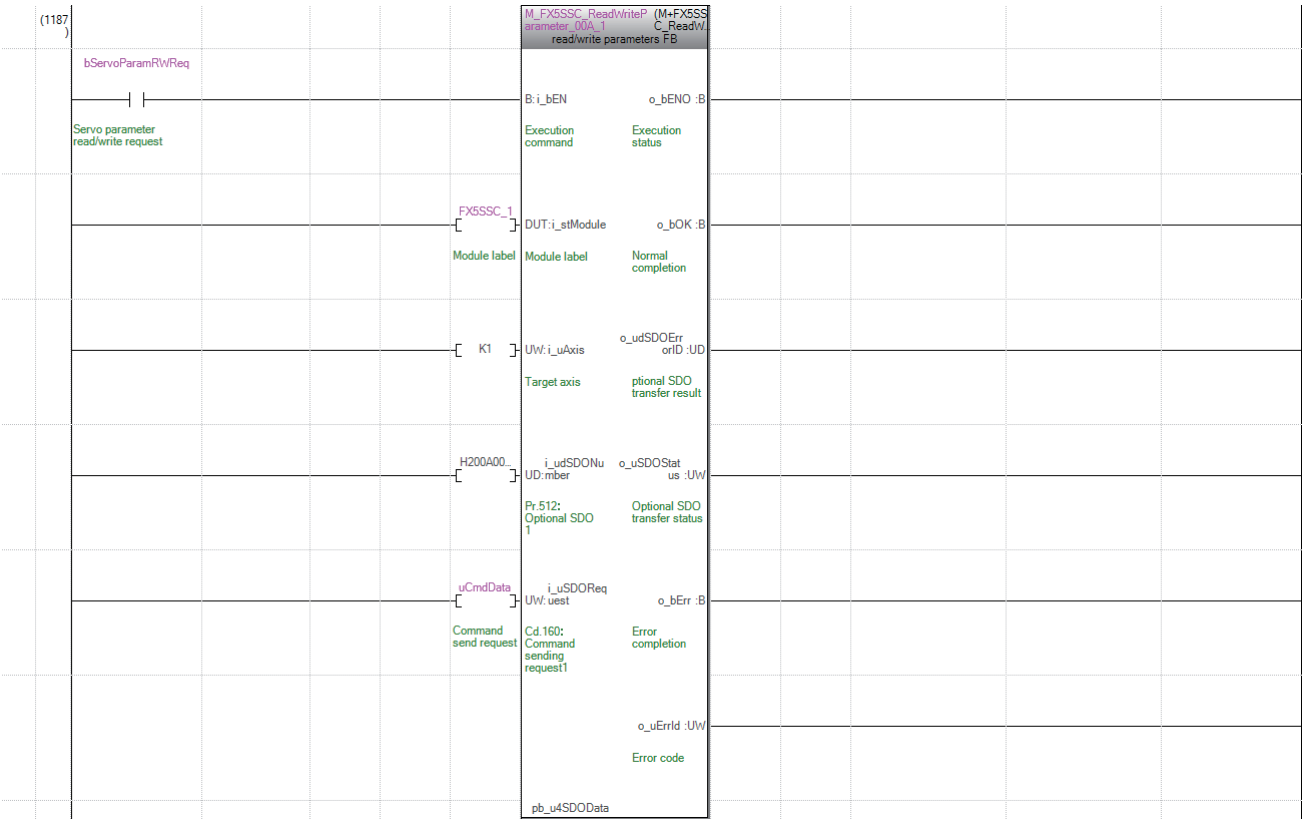 (1187
)
M_FX5SSC_ReadWriteP (M+FX5SS
arameter_00A_1 C_ReadW..
read/write parameters FB
bServoParamRWReq
B:i_bEN o_bENO :B
Servo parameter
read/write request
Execution
command
Execution
status
FX5SSC_1
DUT:i_stModule o_bOK :B
Module label
Module label
Normal
completion
K1
UW:i_uAxis
o_udSDOErr
orID :UD
Target axis
ptional SDO
transfer result
H200A00...
i_udSDONu
UD:mber
o_uSDOStat
us :UW
Pr.512:
Optional SDO
1
Optional SDO
transfer status
uCmdData
i_uSDOReq
UW:uest
o_bErr :B
Command
send request
Cd.160:
Command
sending
request1
Error
completion
o_uErrId :UW
Error code
pb_u4SDOData